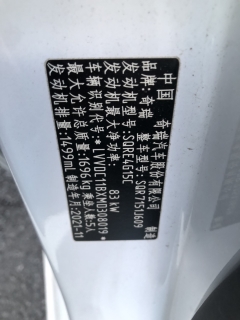 中国 奇瑞汽车股份有限公司 制造
品牌:奇瑞 整车型号:SQR7151J609
发动机型号:SQRE4G15C
发动机最大净功率:83kW
车辆识别代号:*LVVDC11BXMD308019*
最大允许总质量:1696kg 乘坐人数:5人
发动机排量:1499mL 制造年月:2021-11